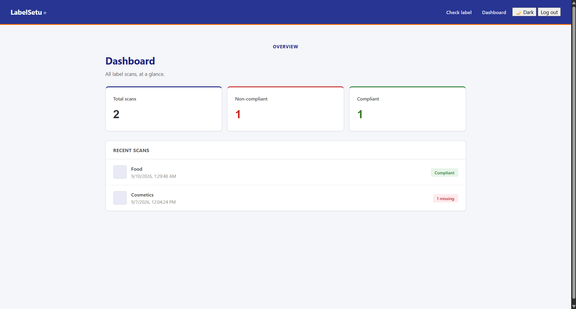 LabelSetu
Check label
Dashboard
Dark
Log out
OVERVIEW
Dashboard
All label scans, at a glance.
Total scans
2
Non-compliant
1
Compliant
1
RECENT SCANS
Food
9/10/2026, 1:29:40 AM
Compliant
Cosmetics
9/7/2026, 12:04:24 PM
1 missing